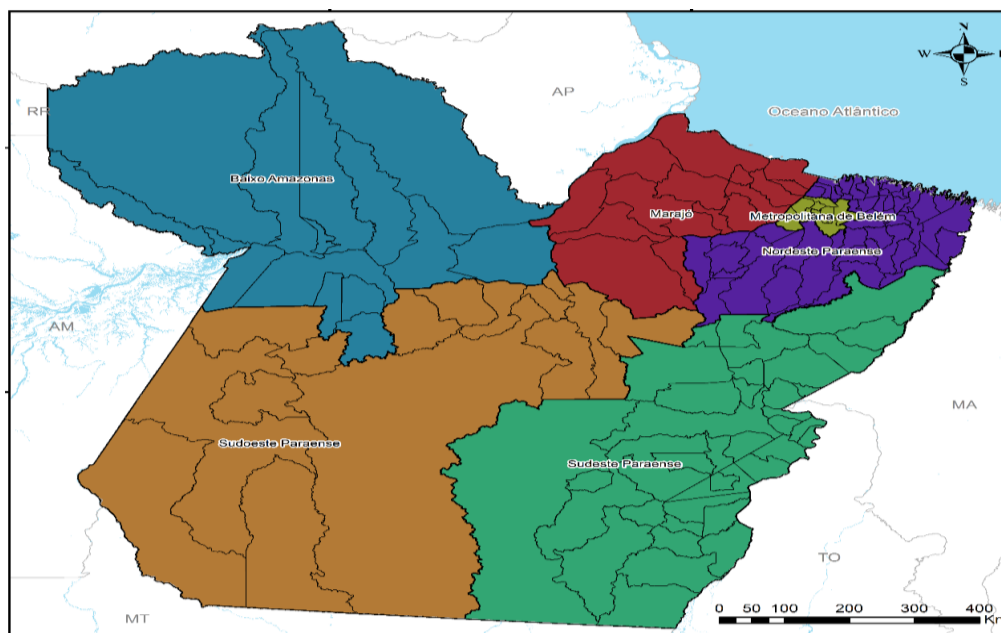 N
W
S
RR
AP
Oceano Atlântico
Baixo Amazonas
Marajó
Metropolitana de Belém
Nordeste Paraense
AM
MA
Sudoeste Paraense
Sudeste Paraense
TO
MT
0 50 100 200 300 400
Km